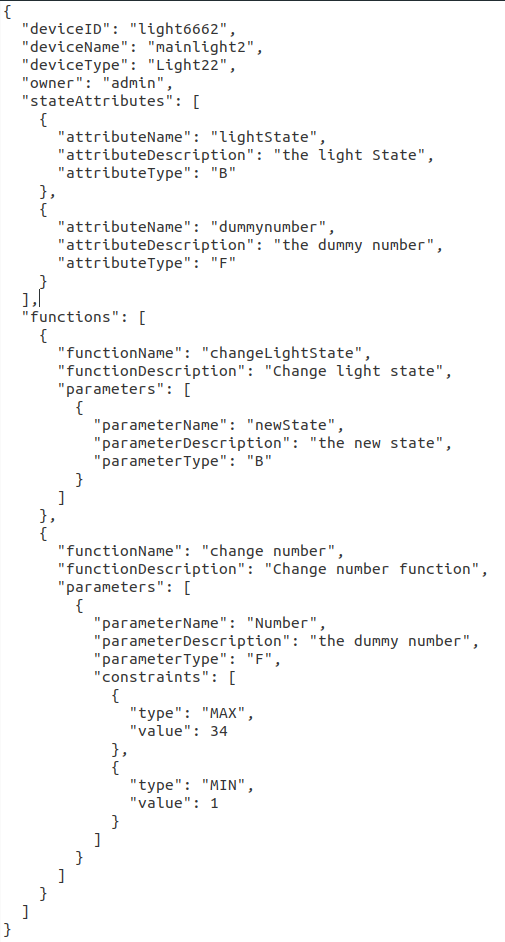 {
  "deviceID": "light6662",
  "deviceName": "mainlight2",
  "deviceType": "Light22",
  "owner": "admin",
  "stateAttributes": [
    {
      "attributeName": "lightState",
      "attributeDescription": "the light State",
      "attributeType": "B"
    },
    {
      "attributeName": "dummynumber",
      "attributeDescription": "the dummy number",
      "attributeType": "F"
    }
  ],
  "functions": [
    {
      "functionName": "changeLightState",
      "functionDescription": "Change light state",
      "parameters": [
        {
          "parameterName": "newState",
          "parameterDescription": "the new state",
          "parameterType": "B"
        }
      ]
    },
    {
      "functionName": "change number",
      "functionDescription": "Change number function",
      "parameters": [
        {
          "parameterName": "Number",
          "parameterDescription": "the dummy number",
          "parameterType": "F",
          "constraints": [
            {
              "type": "MAX",
              "value": 34
            },
            {
              "type": "MIN",
              "value": 1
            }
          ]
        }
      ]
    }
  ]
}